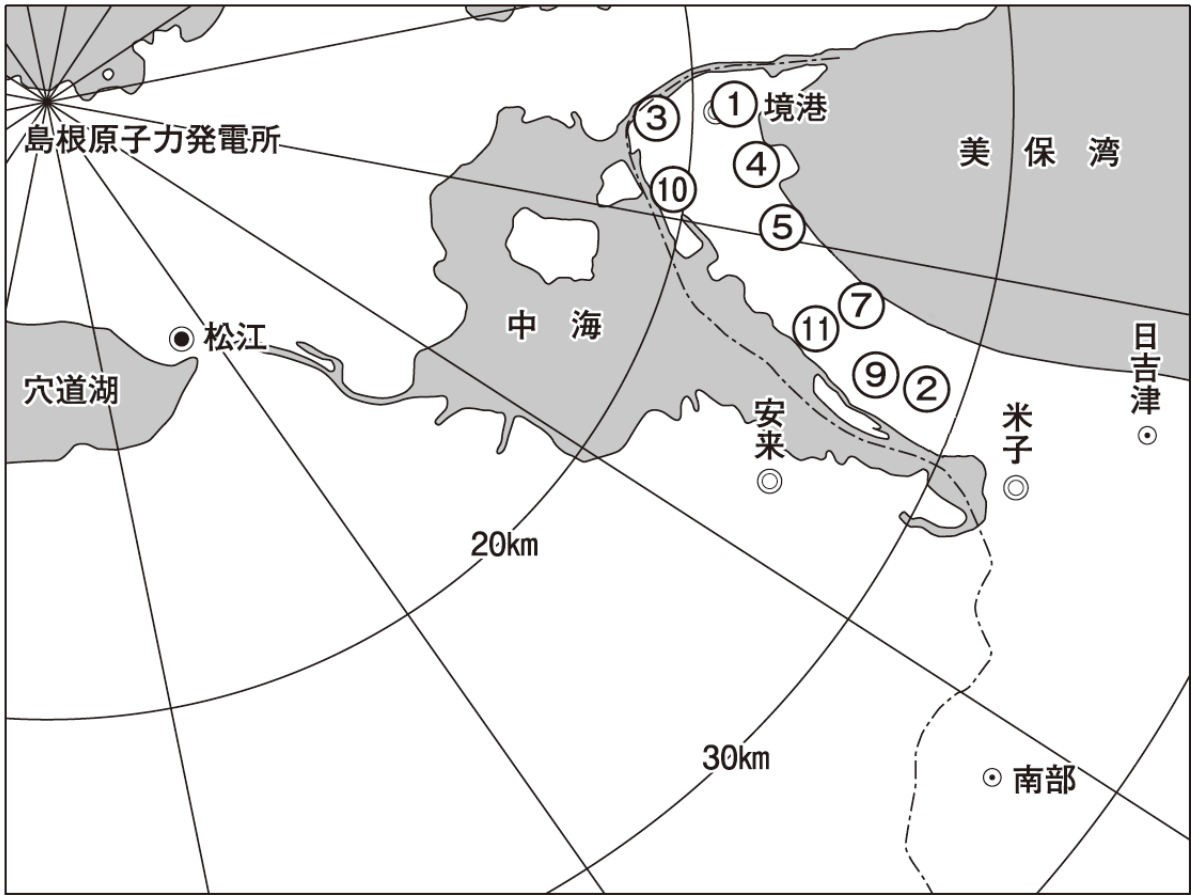 ①
境港
③
島根原子力発電所
美保湾
④
⑩
⑤
⑦
中海
⑪
松江
日吉津
⑨
②
穴道湖
安来
米子
20km
30km
南部